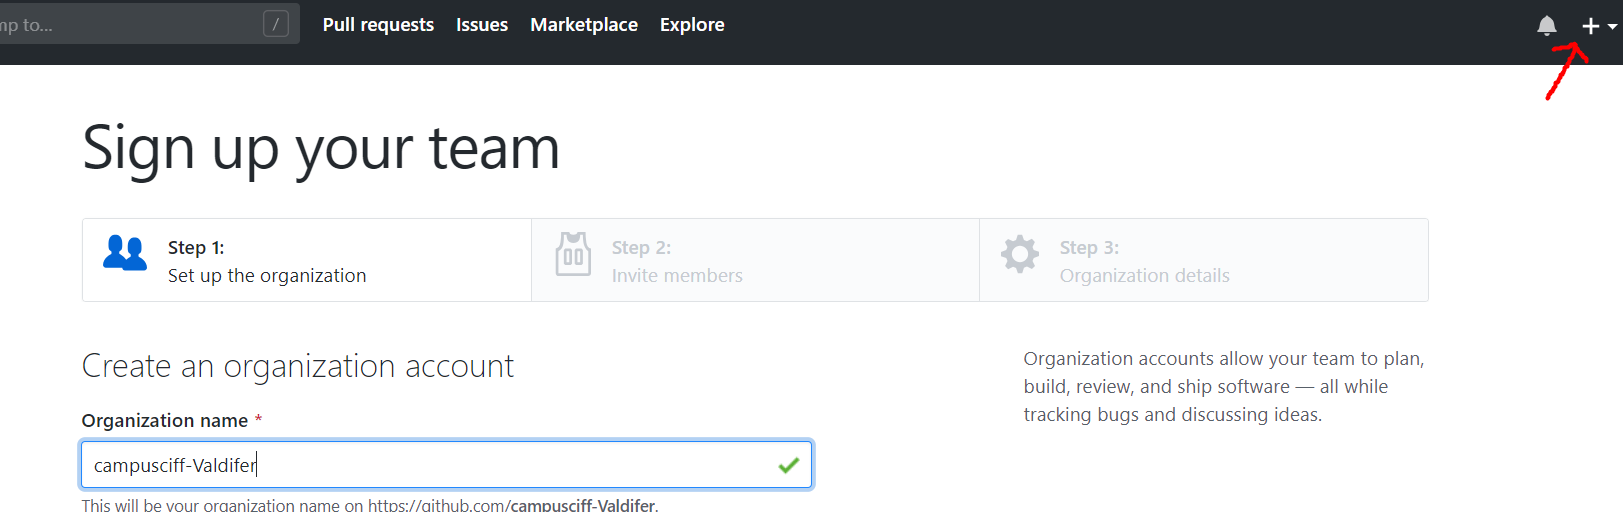 mp to... / Pull requests Issues Marketplace Explore
Sign up your team
Step 1:
Set up the organization
Step 2:
Invite members
Step 3:
Organization details
Create an organization account
Organization name *
campusciff-Valdifer
This will be your organization name on https://github.com/campusciff-Valdifer.
Organization accounts allow your team to plan,
build, review, and ship software — all while
tracking bugs and discussing ideas.